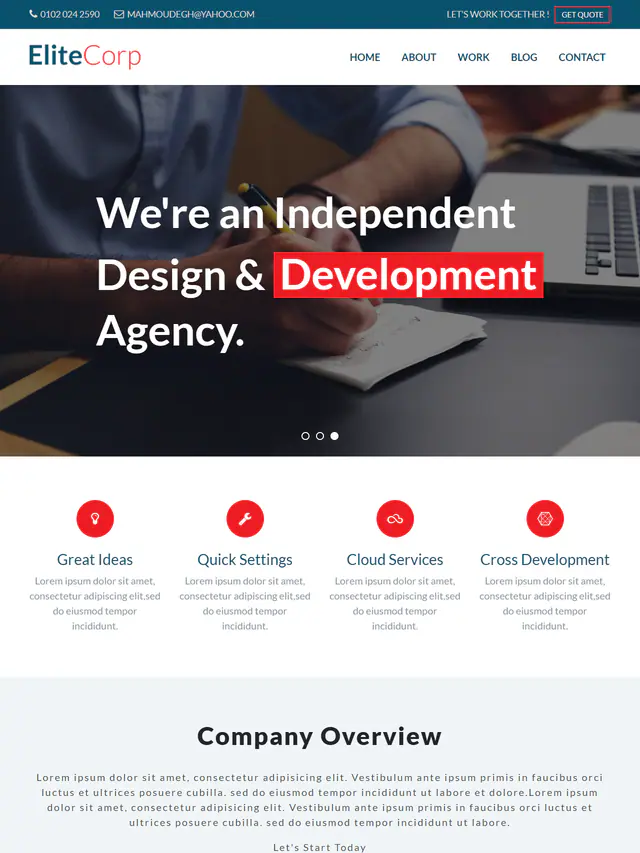 0102 024 2590 MAHMOUDEGH@YAHOO.COM LET'S WORK TOGETHER ! GET QUOTE
EliteCorp HOME ABOUT WORK BLOG CONTACT
We're an Independent
Design & Development
Agency.
Great Ideas Quick Settings Cloud Services Cross Development
Lorem ipsum dolor sit amet, Lorem ipsum dolor sit amet, Lorem ipsum dolor sit amet, Lorem ipsum dolor sit amet,
consectetur adipiscing elit,sed consectetur adipiscing elit,sed consectetur adipiscing elit,sed consectetur adipiscing elit,sed
do eiusmod tempor do eiusmod tempor do eiusmod tempor do eiusmod tempor
incididunt. incididunt. incididunt. incididunt.
Company Overview
Lorem ipsum dolor sit amet, consectetur adipisicing elit. Vestibulum ante ipsum primis in faucibus orci
luctus et ultrices posuere cubilla. sed do eiusmod tempor incididunt ut labore et dolore.Lorem ipsum
dolor sit amet, consectetur adipisicing elit. Vestibulum ante ipsum primis in faucibus orci luctus et
ultrices posuere cubilla. sed do eiusmod tempor incididunt ut labore.
Let's Start Today